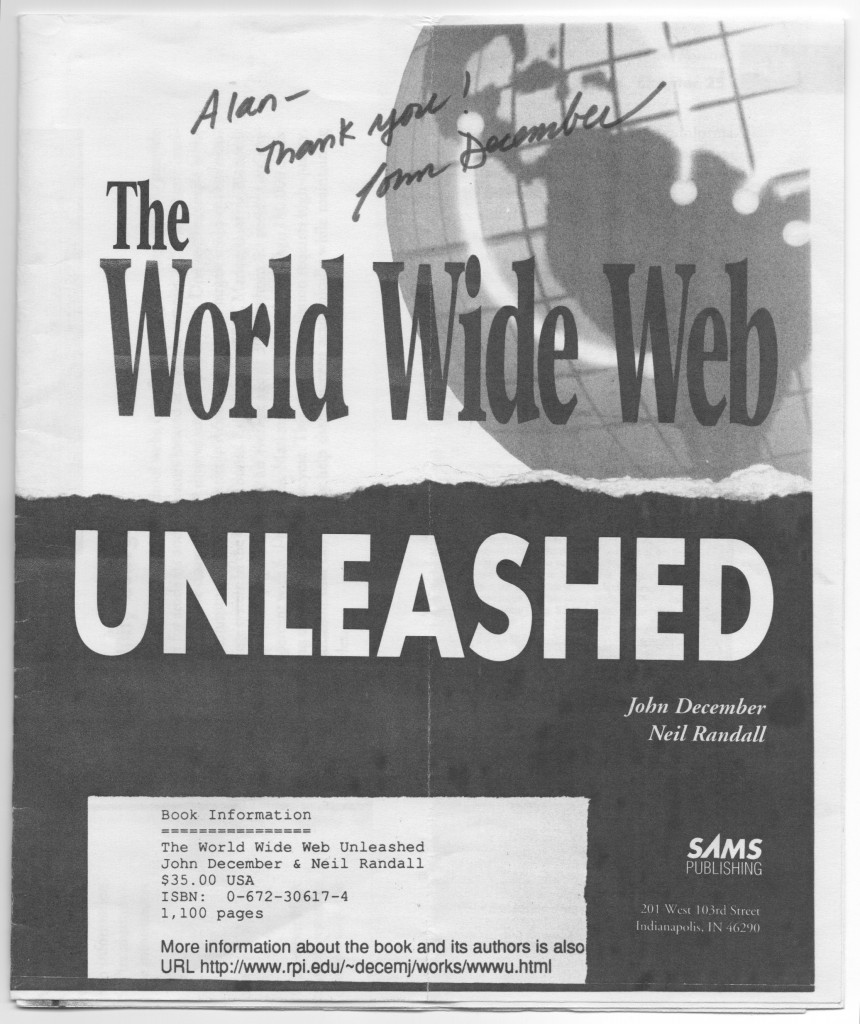 Alan-
Thank you!
John December
The
World Wide Web
UNLEASHED
John December
Neil Randall
Book Information
================
The World Wide Web Unleashed
John December & Neil Randall
$35.00 USA
ISBN:  0-672-30617-4
1,100 pages
More information about the book and its authors is also
URL http://www.rpi.edu/~decemj/works/wwwu.html
SAMS
PUBLISHING
201 West 103rd Street
Indianapolis, IN 46290